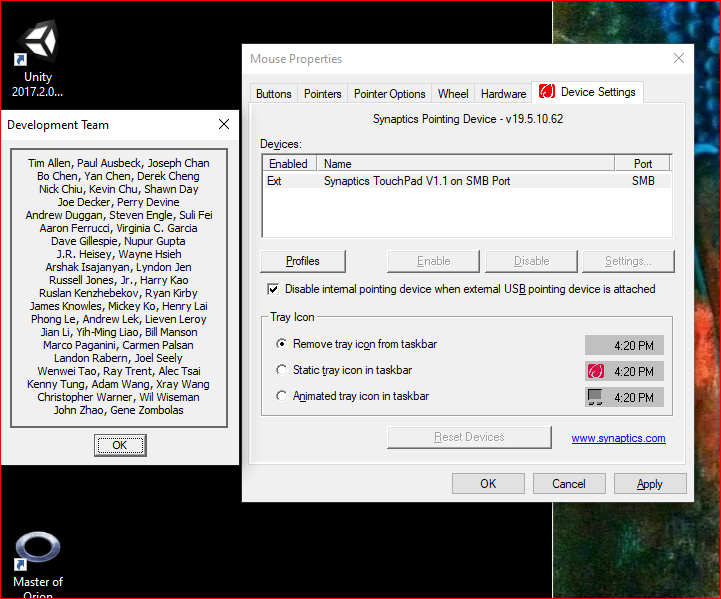 Unity
2017.2.0...
Development Team
Tim Allen, Paul Ausbeck, Joseph Chan
Bo Chen, Yan Chen, Derek Cheng
Nick Chiu, Kevin Chu, Shawn Day
Joe Decker, Perry Devine
Andrew Duggan, Steven Engle, Suli Fei
Aaron Ferrucci, Virginia C. Garcia
Dave Gillespie, Nupur Gupta
J.R. Heisey, Wayne Hsieh
Arshak Isajanyan, Lyndon Jen
Russell Jones, Jr., Harry Kao
Ruslan Kenzhebekov, Ryan Kirby
James Knowles, Mickey Ko, Henry Lai
Phong Le, Andrew Lek, Lieven Leroy
Jian Li, Yih-Ming Liao, Bill Manson
Marco Paganini, Carmen Palsan
Landon Rabern, Joel Seely
Wenwei Tao, Ray Trent, Alec Tsai
Kenny Tung, Adam Wang, Xray Wang
Christopher Warner, Wil Wiseman
John Zhao, Gene Zombolas
OK
Mouse Properties
Buttons Pointers Pointer Options Wheel Hardware Device Settings
Synaptics Pointing Device - v19.5.10.62
Devices:
Enabled Name Port
Ext Synaptics TouchPad V1.1 on SMB Port SMB
Profiles Enable Disable Settings...
Disable internal pointing device when external USB pointing device is attached
Tray Icon
Remove tray icon from taskbar 4:20 PM
Static tray icon in taskbar 4:20 PM
Animated tray icon in taskbar 4:20 PM
Reset Devices www.synaptics.com
OK Cancel Apply
Master of
Orion